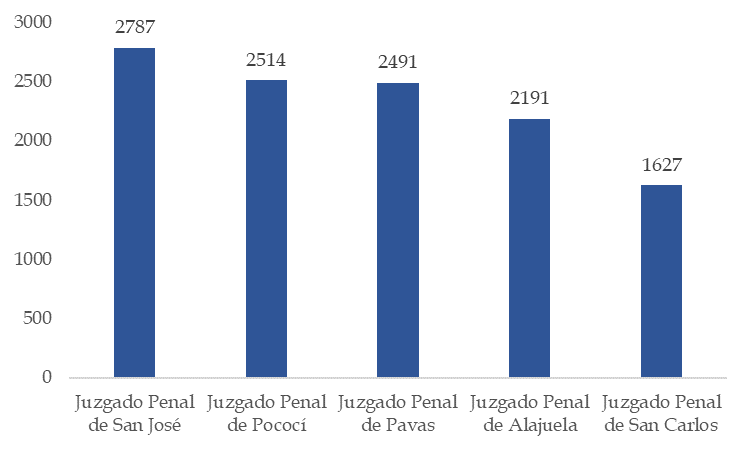 3000
2500
2000
1500
1000
500
0
2787
2514
2491
2191
1627
Juzgado Penal
de San José
Juzgado Penal
de Pococí
Juzgado Penal
de Pavas
Juzgado Penal
de Alajuela
Juzgado Penal
de San Carlos